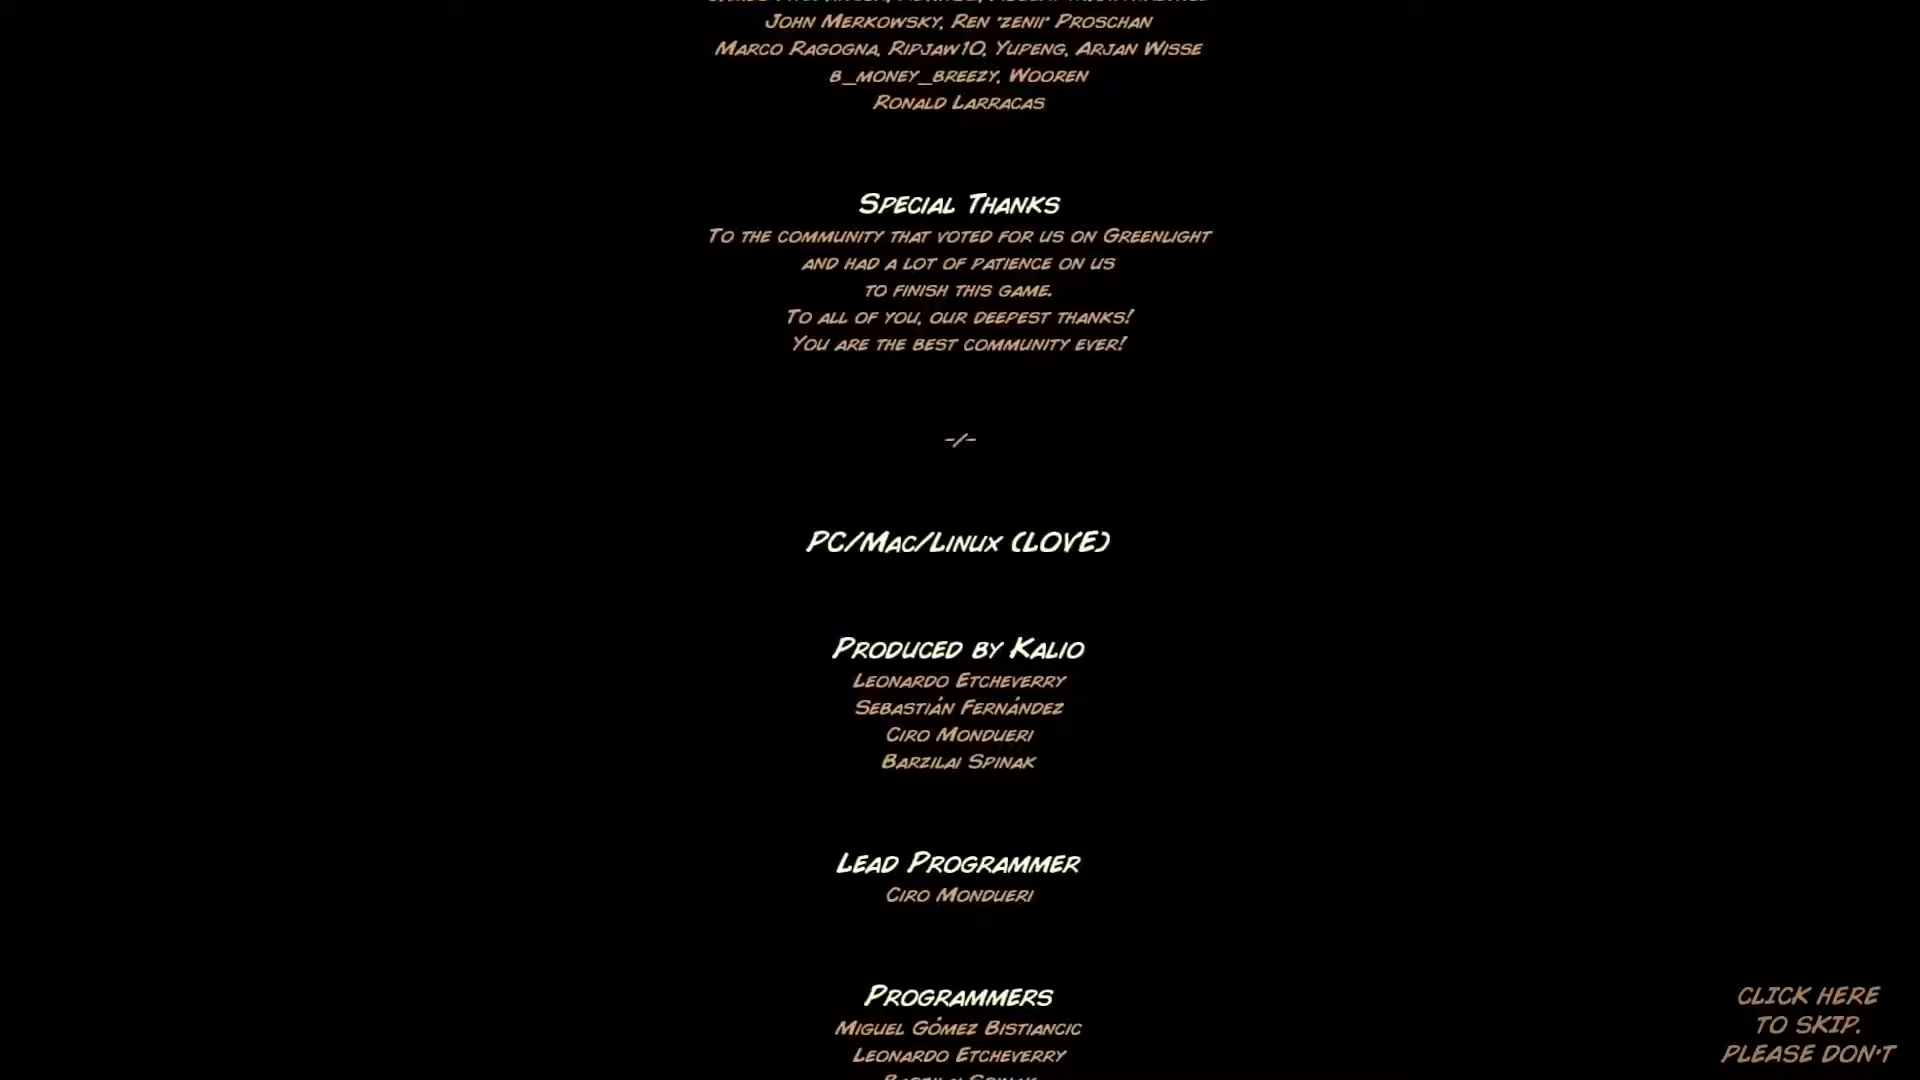 John Merkowsky, Ren "zenii" Proschan
Marco Ragogna, Ripjaw10, Yupeng, Arjan Wisse
b_money_breezy, Wooren
Ronald Larracas
Special Thanks
To the community that voted for us on Greenlight
and had a lot of patience on us
to finish this game.
To all of you, our deepest thanks!
You are the best community ever!
-/-
PC/Mac/Linux (LOVE)
Produced by Kalio
Leonardo Etcheverry
Sebastián Fernández
Ciro Mondueri
Barzilai Spinak
Lead Programmer
Ciro Mondueri
Programmers
Miguel Gómez Bistiancic
Leonardo Etcheverry
Barzilai Spinak
CLICK HERE
TO SKIP.
PLEASE DON'T